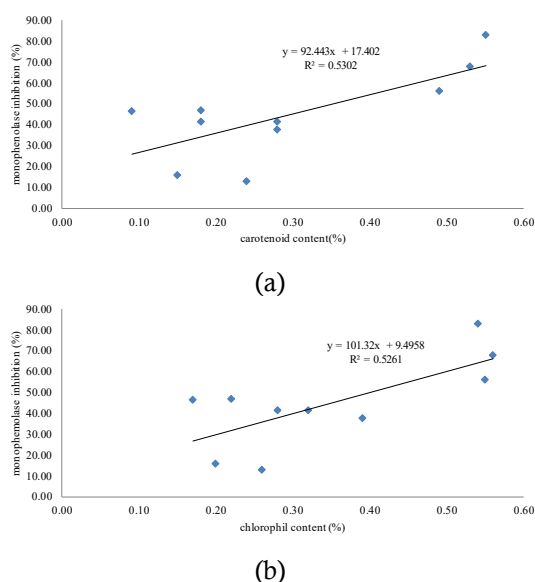 90.00
80.00
70.00
60.00
50.00
40.00
30.00
20.00
10.00
0.00
monophenolase inhibition (%)
y = 92.443x + 17.402
R² = 0.5302
0.00 0.10 0.20 0.30 0.40 0.50 0.60
carotenoid content(%)
(a)
90.00
80.00
70.00
60.00
50.00
40.00
30.00
20.00
10.00
0.00
monophemolase inhibition (%)
y = 101.32x + 9.4958
R² = 0.5261
0.00 0.10 0.20 0.30 0.40 0.50 0.60
chlorophil content (%)
(b)